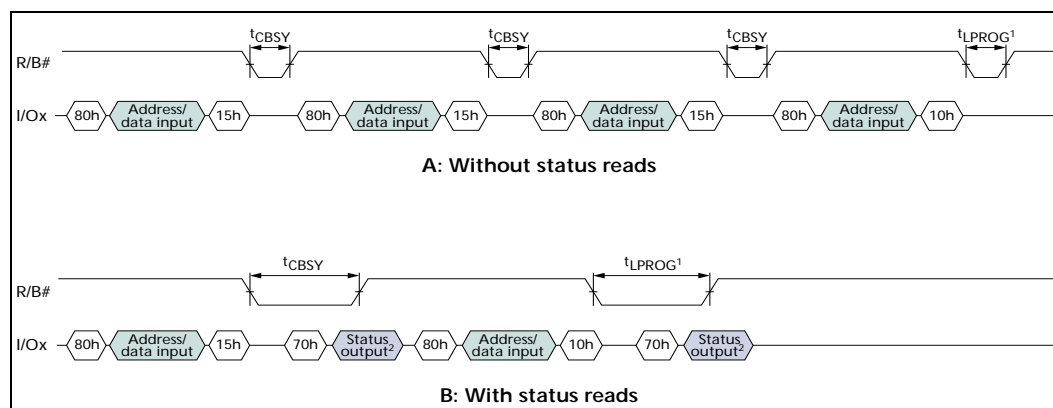 tCBSY tCBSY tCBSY tLPROG¹
R/B#
I/Ox 80h Address/data input 15h 80h Address/data input 15h 80h Address/data input 15h 80h Address/data input 10h
A: Without status reads
tCBSY tLPROG¹
R/B#
I/Ox 80h Address/data input 15h 70h Status output² 80h Address/data input 10h 70h Status output²
B: With status reads